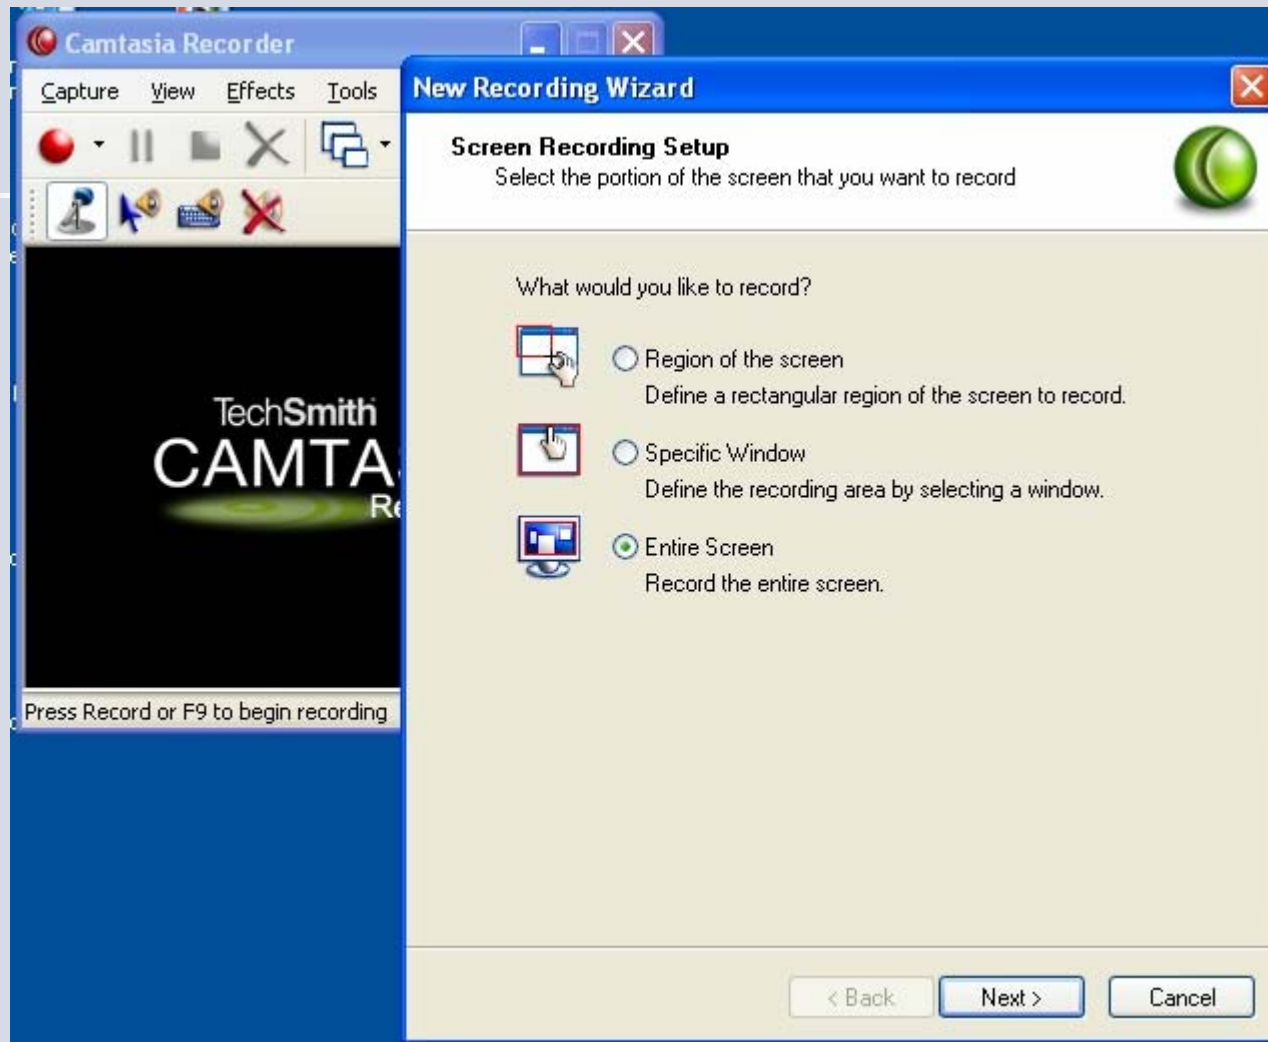 Camtasia Recorder
Capture View Effects Tools
TechSmith
CAMTAS
Re
Press Record or F9 to begin recording
New Recording Wizard
Screen Recording Setup
Select the portion of the screen that you want to record
What would you like to record?
Region of the screen
Define a rectangular region of the screen to record.
Specific Window
Define the recording area by selecting a window.
Entire Screen
Record the entire screen.
< Back Next > Cancel